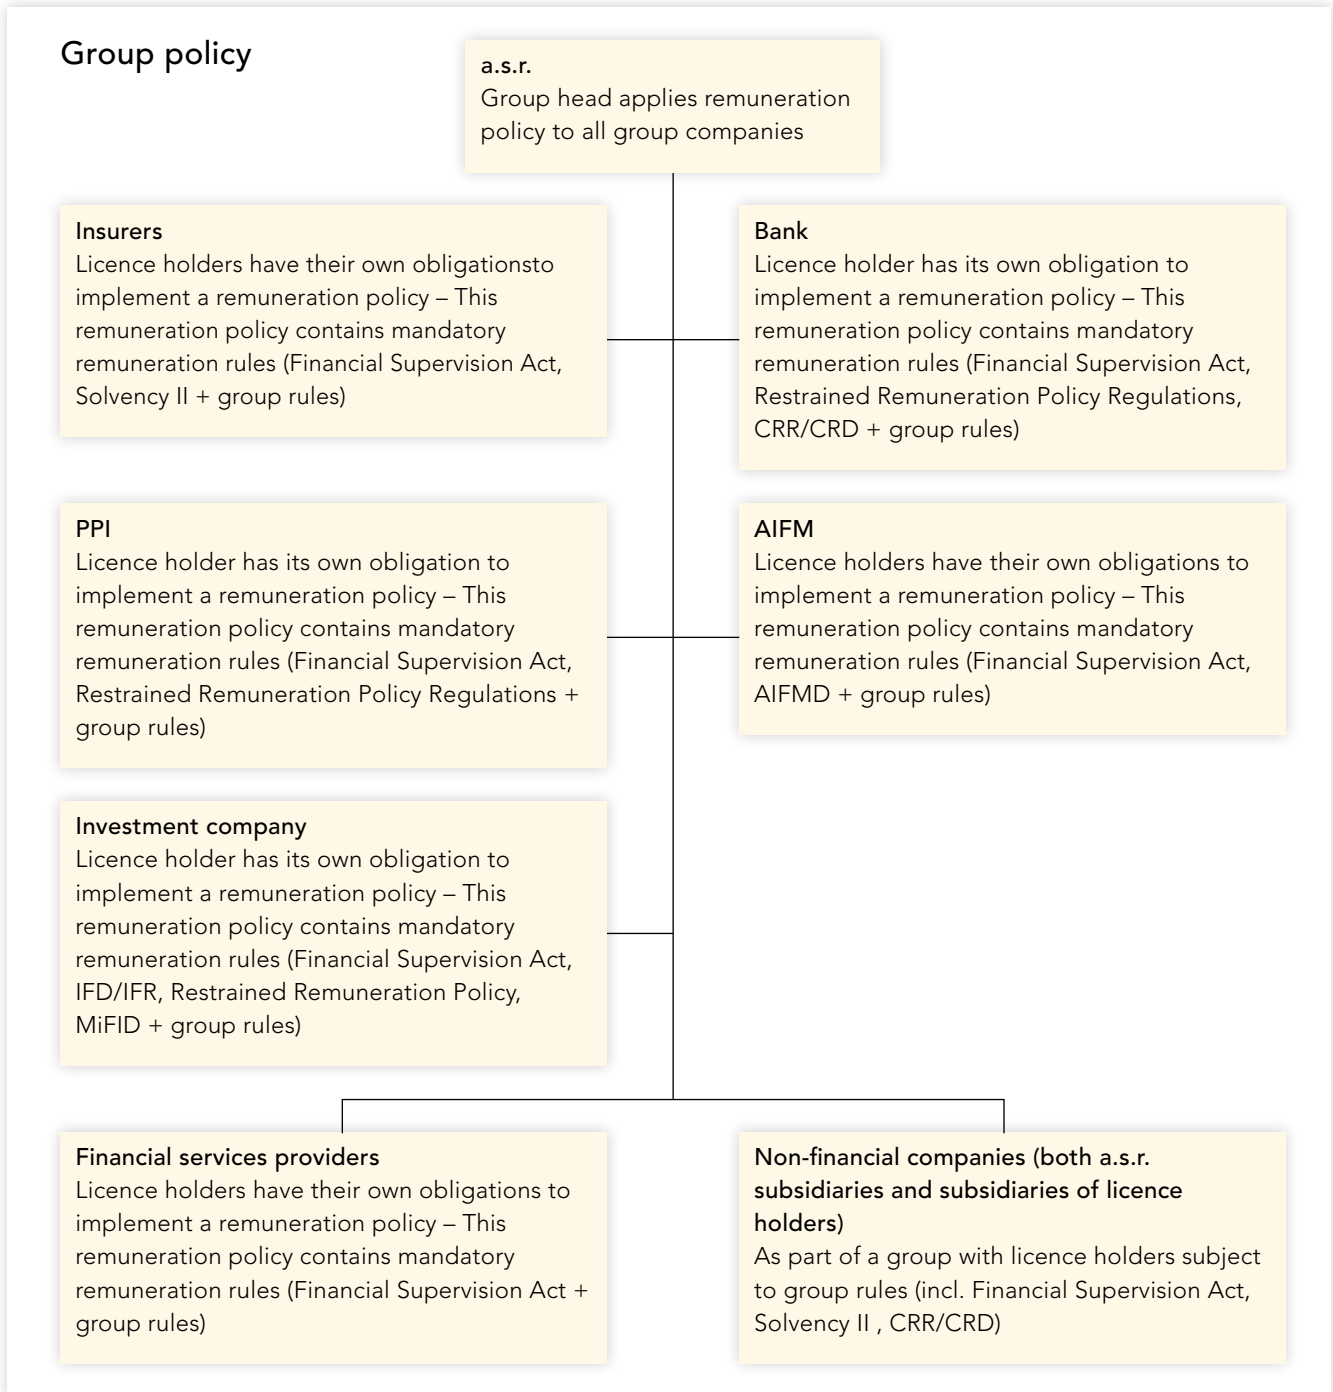 Group policy
a.s.r.
Group head applies remuneration
policy to all group companies
Insurers
Licence holders have their own obligationsto
implement a remuneration policy – This
remuneration policy contains mandatory
remuneration rules (Financial Supervision Act,
Solvency II + group rules)
Bank
Licence holder has its own obligation to
implement a remuneration policy – This
remuneration policy contains mandatory
remuneration rules (Financial Supervision Act,
Restrained Remuneration Policy Regulations,
CRR/CRD + group rules)
PPI
Licence holder has its own obligation to
implement a remuneration policy – This
remuneration policy contains mandatory
remuneration rules (Financial Supervision Act,
Restrained Remuneration Policy Regulations +
group rules)
AIFM
Licence holders have their own obligations to
implement a remuneration policy – This
remuneration policy contains mandatory
remuneration rules (Financial Supervision Act,
AIFMD + group rules)
Investment company
Licence holder has its own obligation to
implement a remuneration policy – This
remuneration policy contains mandatory
remuneration rules (Financial Supervision Act,
IFD/IFR, Restrained Remuneration Policy,
MiFID + group rules)
Financial services providers
Licence holders have their own obligations to
implement a remuneration policy – This
remuneration policy contains mandatory
remuneration rules (Financial Supervision Act +
group rules)
Non-financial companies (both a.s.r.
subsidiaries and subsidiaries of licence
holders)
As part of a group with licence holders subject
to group rules (incl. Financial Supervision Act,
Solvency II , CRR/CRD)